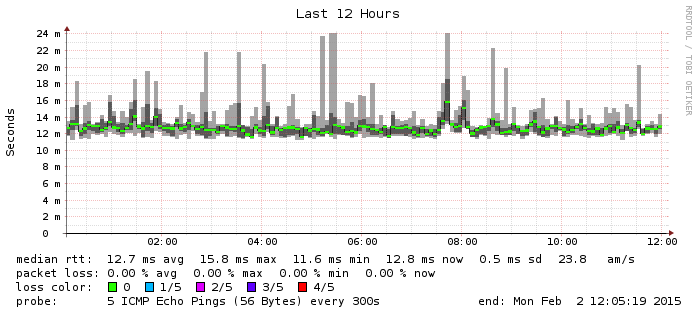 Last 12 Hours
RRDTOOL / TOBI OETIKER
Seconds
24 m
22 m
20 m
18 m
16 m
14 m
12 m
10 m
8 m
6 m
4 m
2 m
0
02:00 04:00 06:00 08:00 10:00 12:00
median rtt: 12.7 ms avg 15.8 ms max 11.6 ms min 12.8 ms now 0.5 ms sd 23.8 am/s
packet loss: 0.00 % avg 0.00 % max 0.00 % min 0.00 % now
loss color: 0 1/5 2/5 3/5 4/5
probe: 5 ICMP Echo Pings (56 Bytes) every 300s end: Mon Feb 2 12:05:19 2015